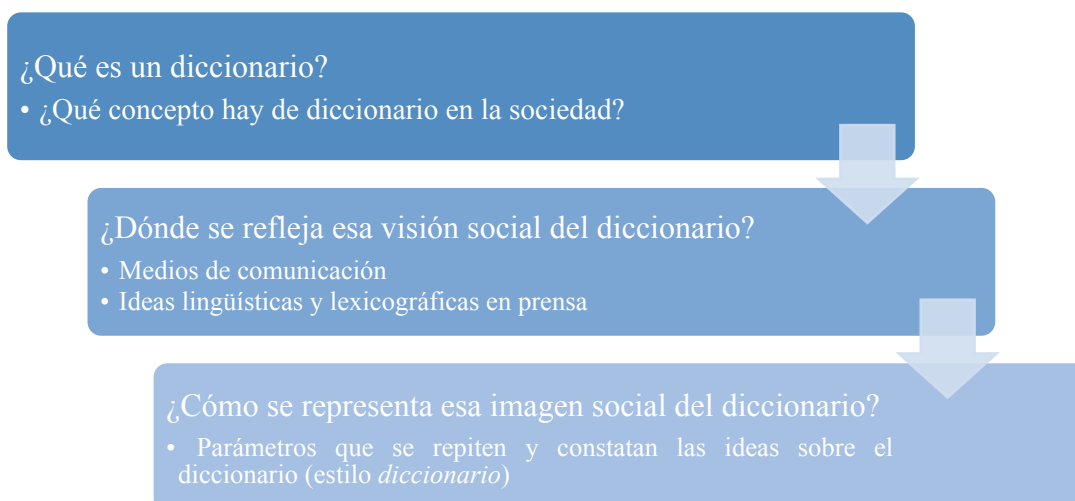 ¿Qué es un diccionario?
• ¿Qué concepto hay de diccionario en la sociedad?
¿Dónde se refleja esa visión social del diccionario?
• Medios de comunicación
• Ideas lingüísticas y lexicográficas en prensa
¿Cómo se representa esa imagen social del diccionario?
• Parámetros que se repiten y constatan las ideas sobre el
diccionario (estilo diccionario)